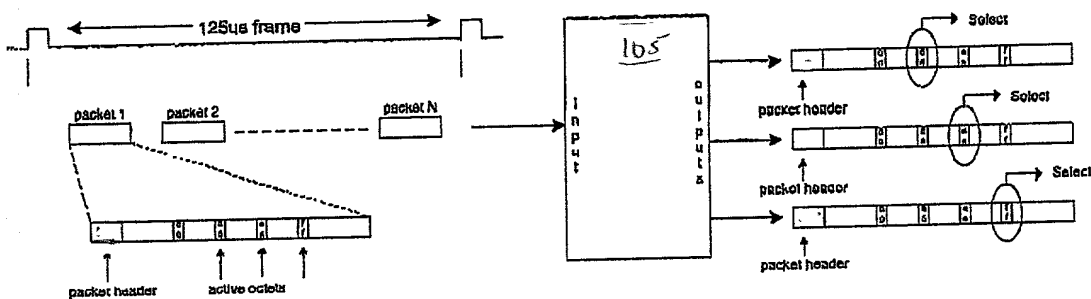 125us frame
packet 1
packet 2
packet N
packet header
active octets
105
Input
outputs
Select
packet header
Select
packet header
Select
packet header